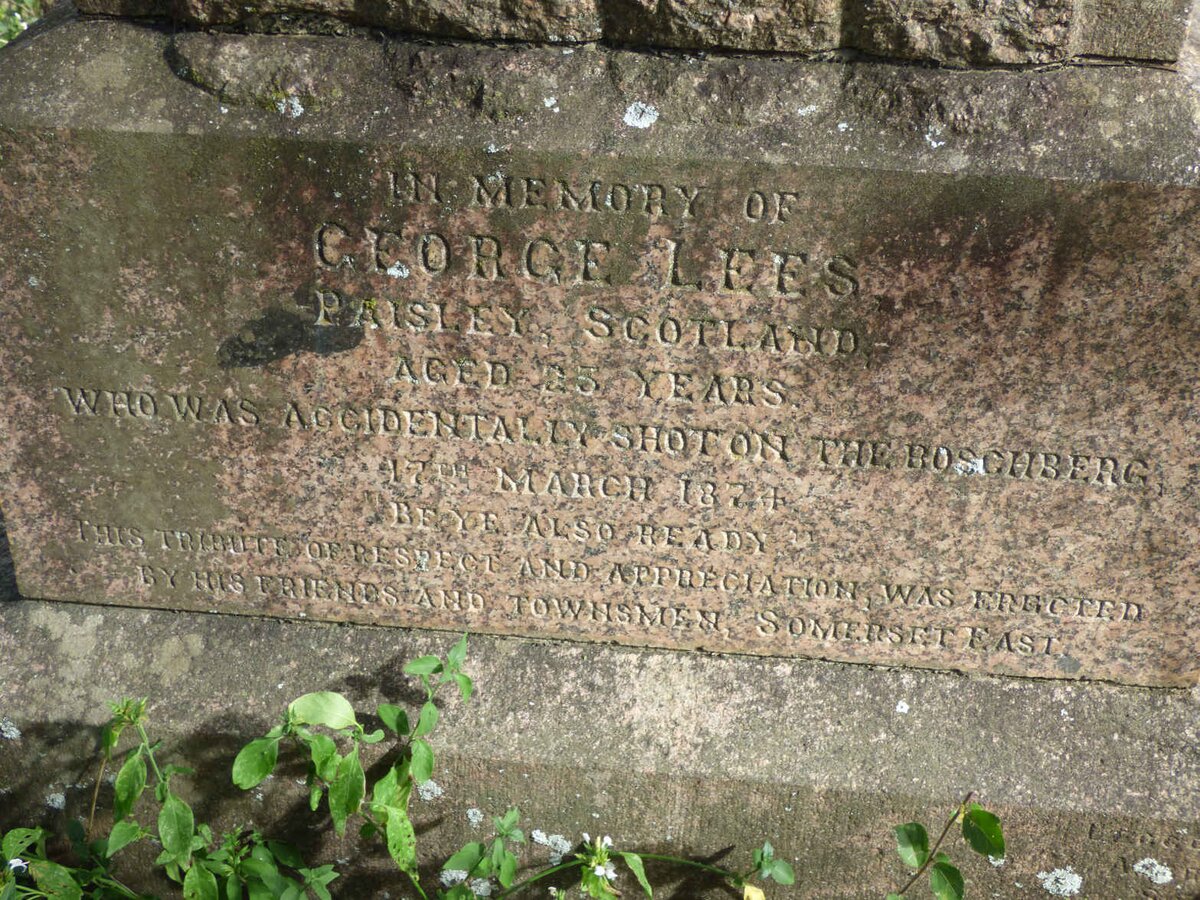 IN MEMORY OF
GEORGE LEES
PAISLEY, SCOTLAND,
AGED 23 YEARS.
WHO WAS ACCIDENTALLY SHOT ON THE BOSCHBERG,
17TH MARCH 1874
"BE YE ALSO READY"
THIS TRIBUTE OF RESPECT AND APPRECIATION, WAS ERECTED
BY HIS FRIENDS AND TOWNSMEN, SOMERSET EAST.